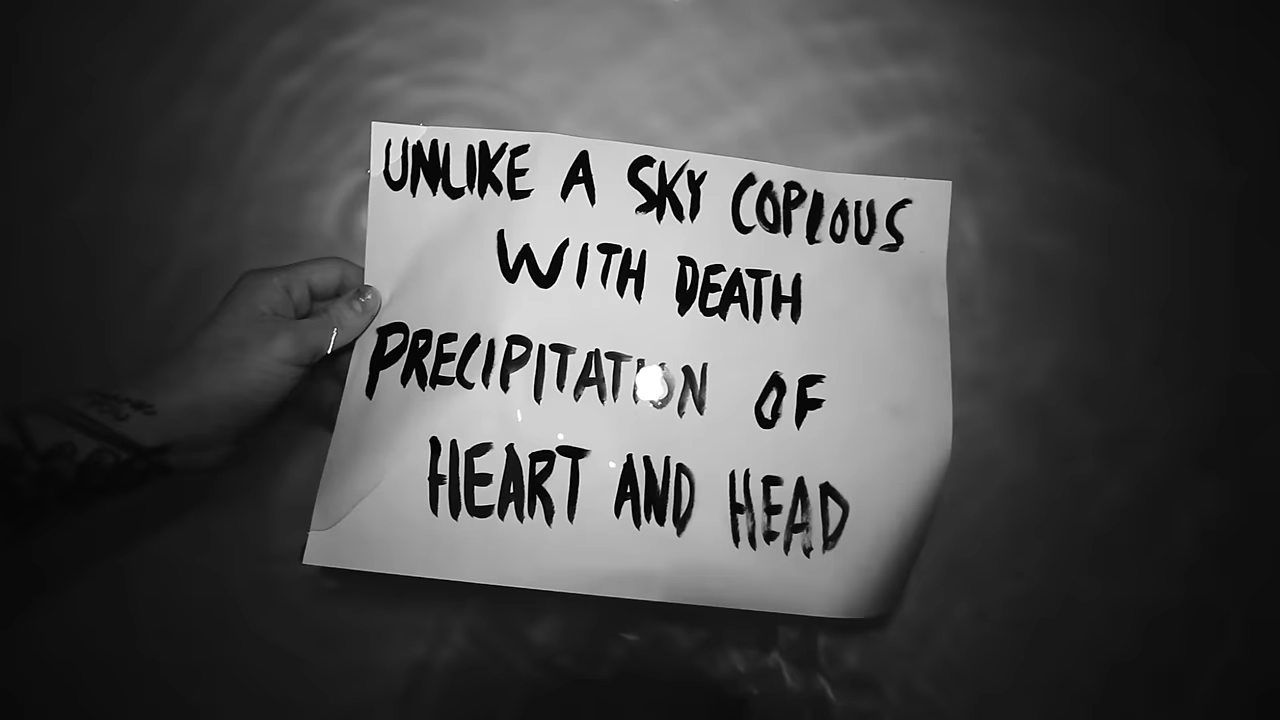 UNLIKE A SKY COPIOUS
WITH DEATH
PRECIPITATION OF
HEART AND HEAD